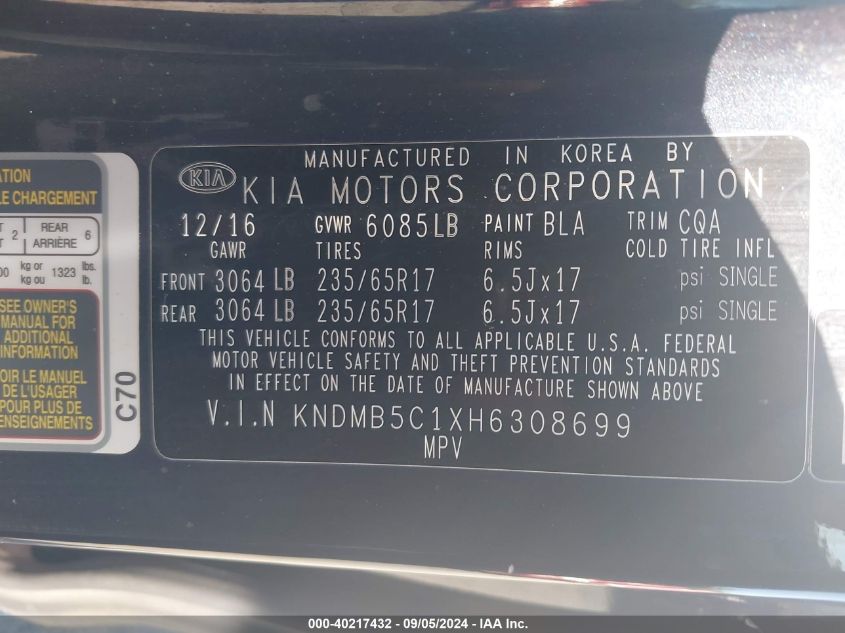 ATION
LE CHARGEMENT
T 2 REAR 6
T ARRIÈRE
00 kg or 1323 lbs.
kg ou lb.
SEE OWNER'S
MANUAL FOR
ADDITIONAL
INFORMATION
OIR LE MANUEL
DE L'USAGER
POUR PLUS DE
ENSEIGNEMENTS
C70
MANUFACTURED IN KOREA BY
KIA KIA MOTORS CORPORATION
12/16 GVWR 6085LB PAINT BLA TRIM CQA
GAWR TIRES RIMS COLD TIRE INFL
FRONT 3064 LB 235/65R17 6.5Jx17 psi SINGLE
REAR 3064 LB 235/65R17 6.5Jx17 psi SINGLE
THIS VEHICLE CONFORMS TO ALL APPLICABLE U.S.A. FEDERAL
MOTOR VEHICLE SAFETY AND THEFT PREVENTION STANDARDS
IN EFFECT ON THE DATE OF MANUFACTURE SHOWN ABOVE
V.I.N KNDMB5C1XH6308699
MPV
000-40217432 - 09/05/2024 - IAA Inc.